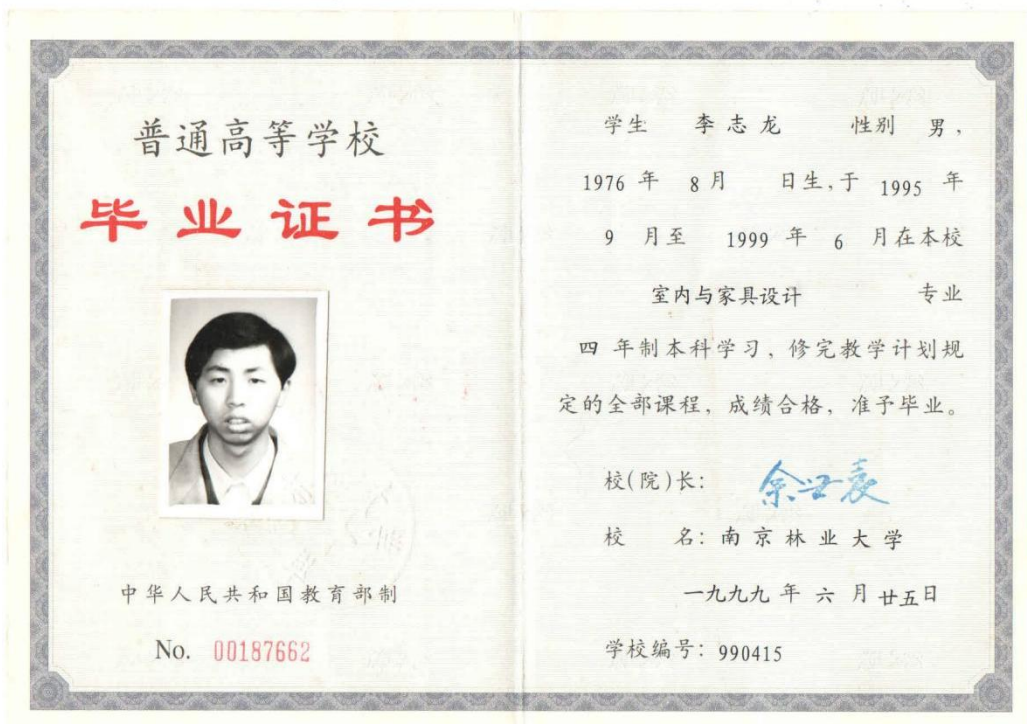 普通高等学校
毕业证书
中华人民共和国教育部制
No. 00187662
学生 李志龙 性别 男，
1976 年 8 月 日生，于 1995 年
9 月至 1999 年 6 月在本校
室内与家具设计 专业
四 年制本科学习，修完教学计划规
定的全部课程，成绩合格，准予毕业。
校(院)长：余世袁
校 名：南京林业大学
一九九九 年 六 月 廿五日
学校编号：990415